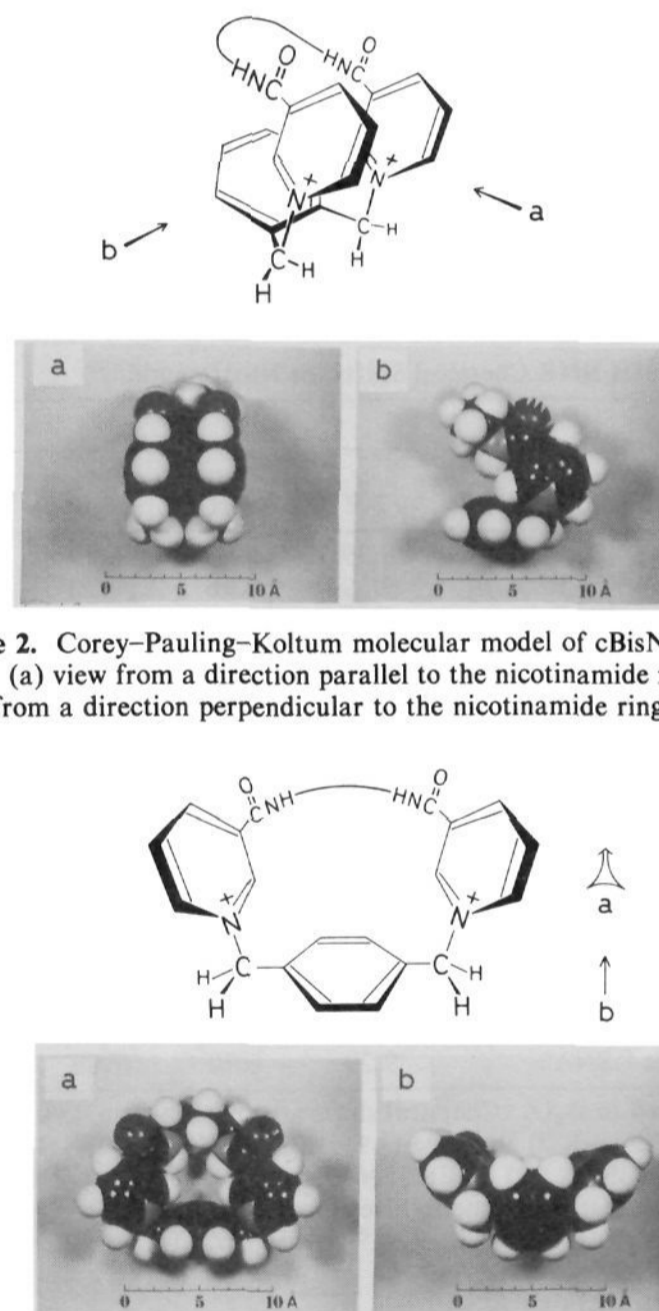 O
HNC
O
HNC
N+
N+
C-H
H
C-H
H
b
a
a
b
0 5 10 Å
0 5 10 Å
e 2. Corey–Pauling–Koltum molecular model of cBisN
(a) view from a direction parallel to the nicotinamide
from a direction perpendicular to the nicotinamide ring
O
CNH
O
HNC
N+
N+
H-C
H
C-H
H
a
b
a
b
0 5 10 Å
0 5 10 Å